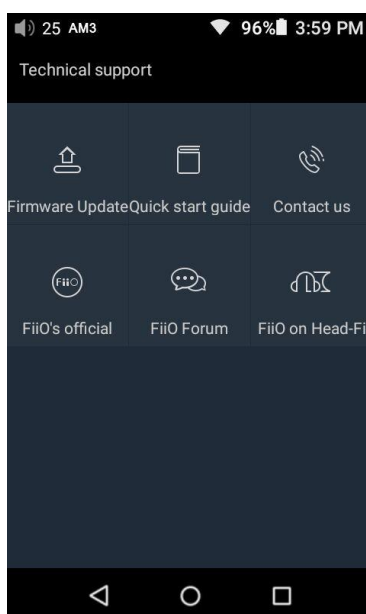 25 AM3 96% 3:59 PM
Technical support
Firmware Update Quick start guide Contact us
FiiO
FiiO's official FiiO Forum FiiO on Head-Fi